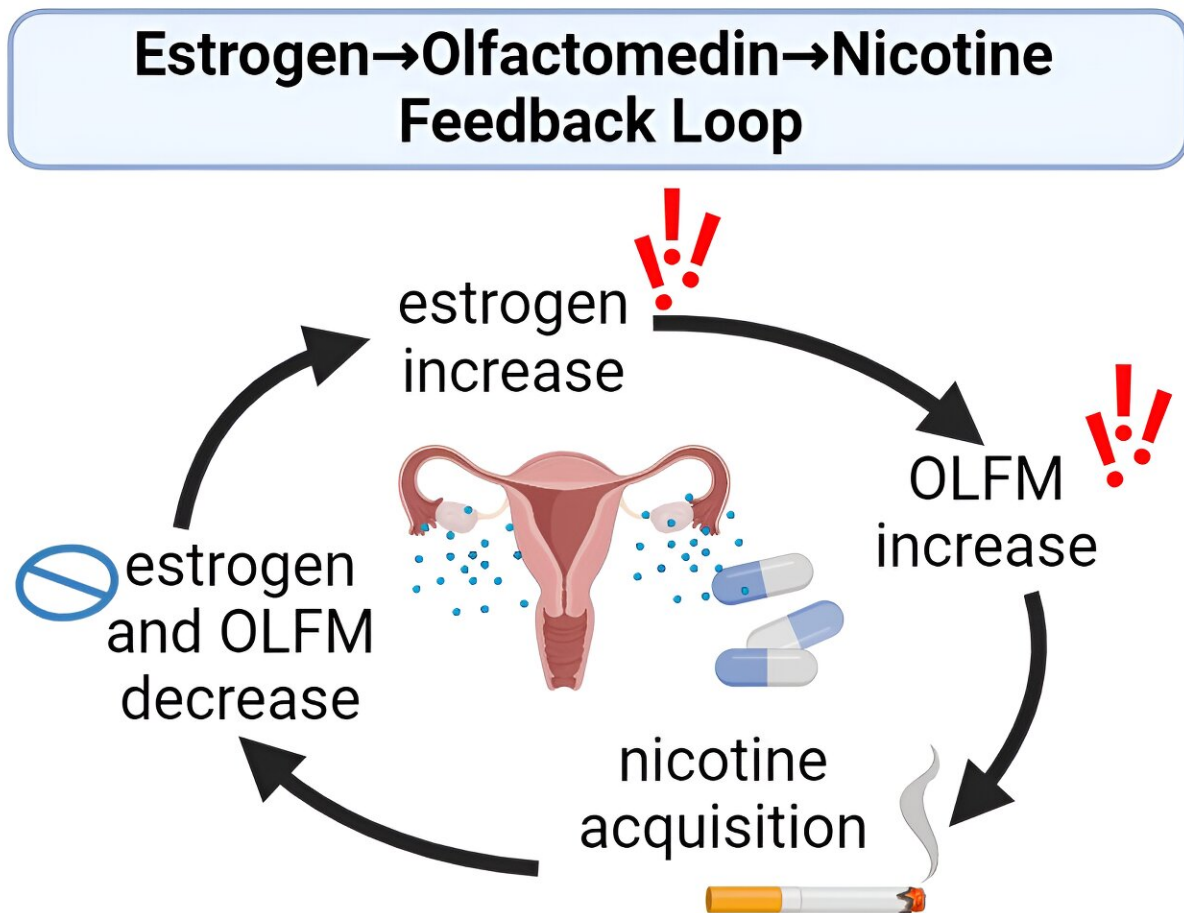 Estrogen→Olfactomedin→Nicotine
Feedback Loop
estrogen
increase
OLFM
increase
nicotine
acquisition
estrogen
and OLFM
decrease